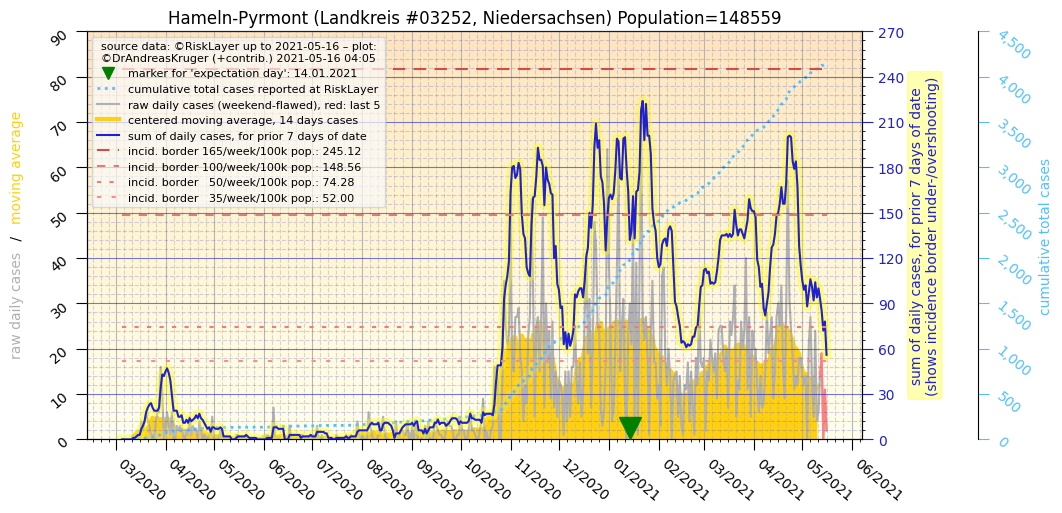 Hameln-Pyrmont (Landkreis #03252, Niedersachsen) Population=148559
source data: ©RiskLayer up to 2021-05-16 – plot:
©DrAndreasKruger (+contrib.) 2021-05-16 04:05
marker for 'expectation day': 14.01.2021
cumulative total cases reported at RiskLayer
raw daily cases (weekend-flawed), red: last 5
centered moving average, 14 days cases
sum of daily cases, for prior 7 days of date
incid. border 165/week/100k pop.: 245.12
incid. border 100/week/100k pop.: 148.56
incid. border   50/week/100k pop.: 74.28
incid. border   35/week/100k pop.: 52.00
raw daily cases   /   moving average
90
80
70
60
50
40
30
20
10
0
03/2020
04/2020
05/2020
06/2020
07/2020
08/2020
09/2020
10/2020
11/2020
12/2020
01/2021
02/2021
03/2021
04/2021
05/2021
06/2021
270
240
210
180
150
120
90
60
30
0
sum of daily cases, for prior 7 days of date
(shows incidence border under-/overshooting)
4,500
4,000
3,500
3,000
2,500
2,000
1,500
1,000
500
0
cumulative total cases